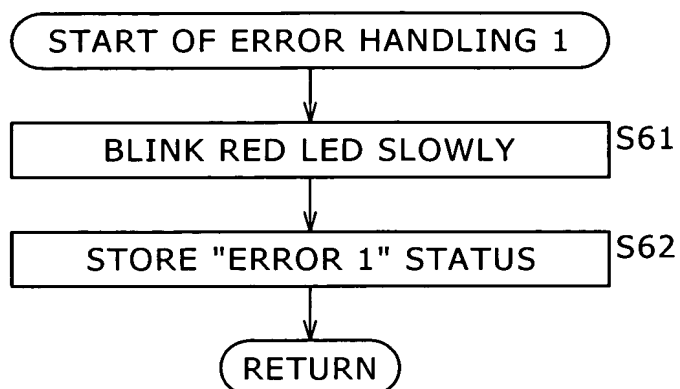 START OF ERROR HANDLING 1
BLINK RED LED SLOWLY
S61
STORE "ERROR 1" STATUS
S62
RETURN